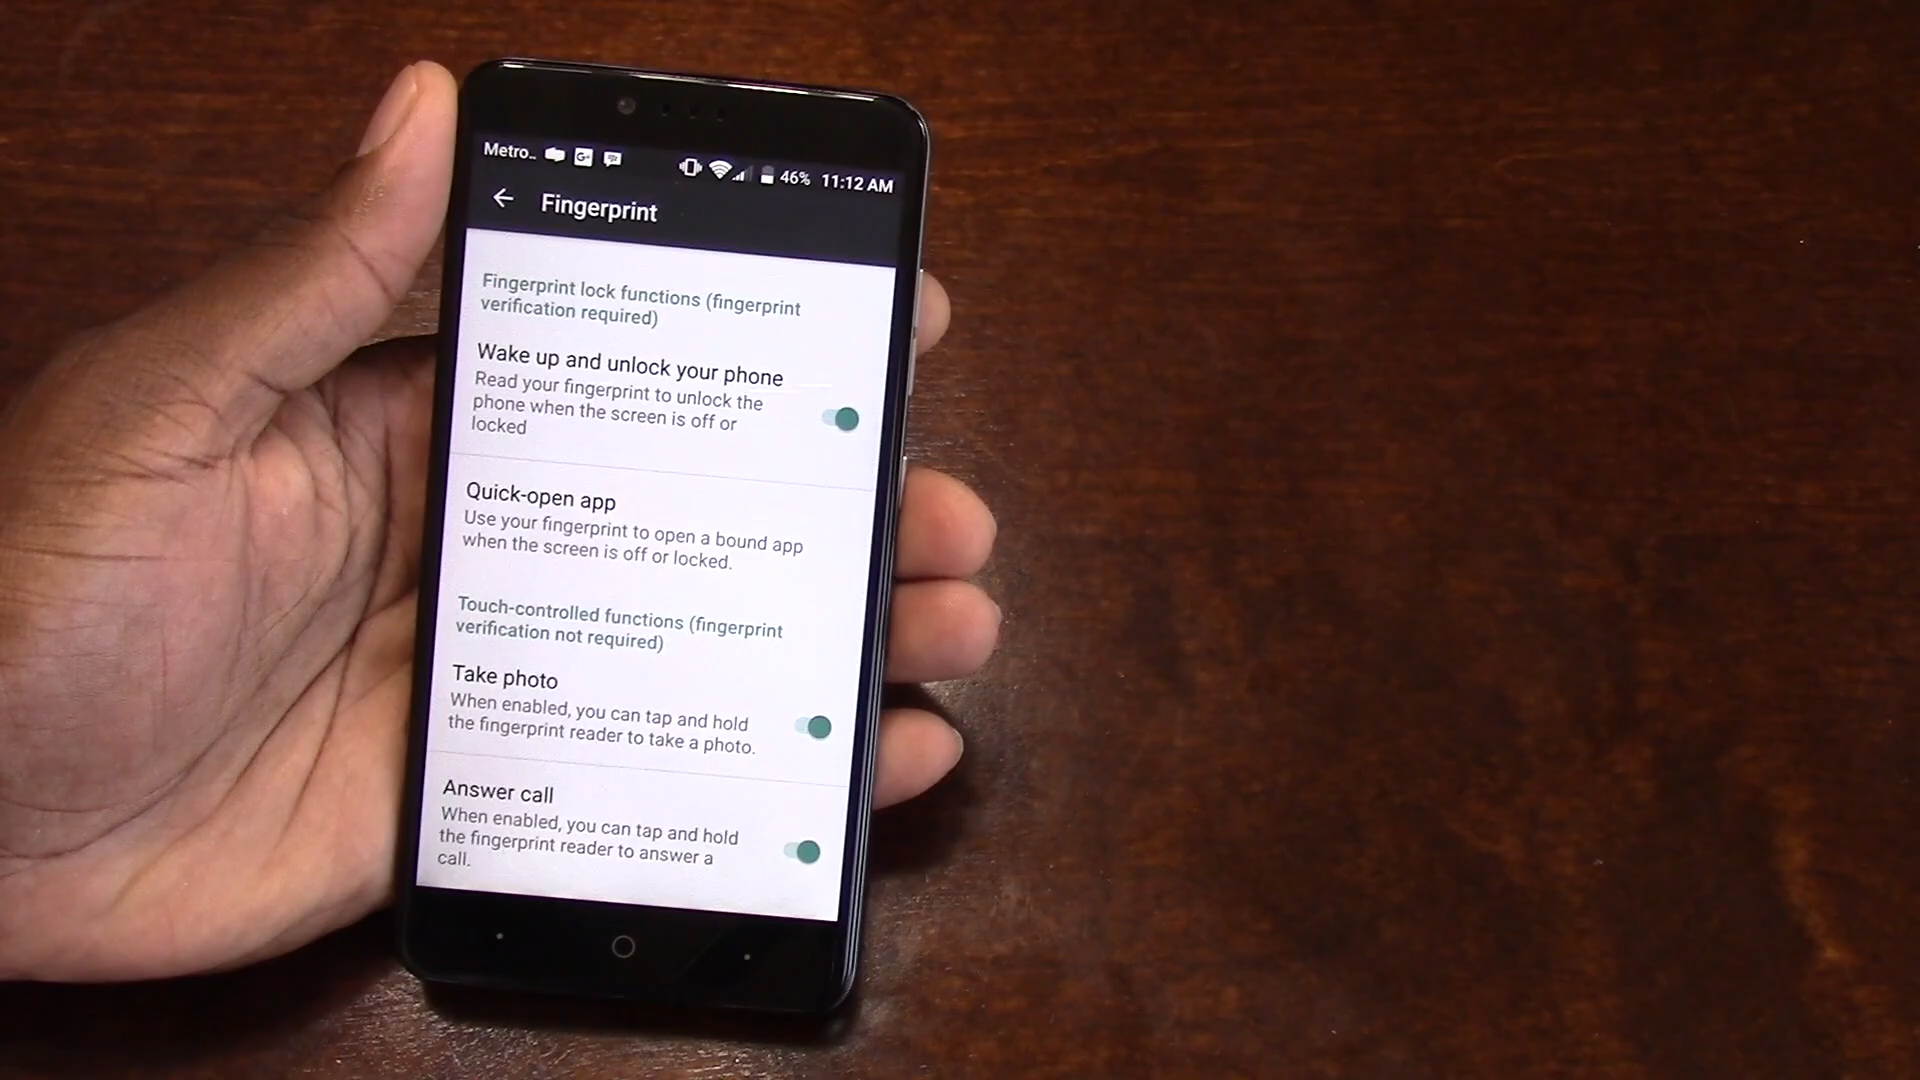 Metro.. G+ 46% 11:12 AM
Fingerprint
Fingerprint lock functions (fingerprint
verification required)
Wake up and unlock your phone
Read your fingerprint to unlock the
phone when the screen is off or
locked
Quick-open app
Use your fingerprint to open a bound app
when the screen is off or locked.
Touch-controlled functions (fingerprint
verification not required)
Take photo
When enabled, you can tap and hold
the fingerprint reader to take a photo.
Answer call
When enabled, you can tap and hold
the fingerprint reader to answer a
call.